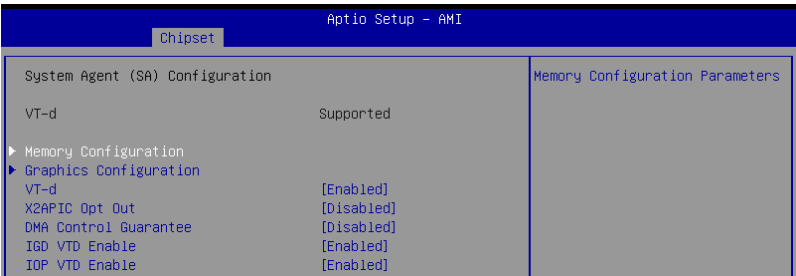 Aptio Setup - AMI
Chipset
System Agent (SA) Configuration
Memory Configuration Parameters
VT-d Supported
Memory Configuration
Graphics Configuration
VT-d [Enabled]
X2APIC Opt Out [Disabled]
DMA Control Guarantee [Disabled]
IGD VTD Enable [Enabled]
IOP VTD Enable [Enabled]